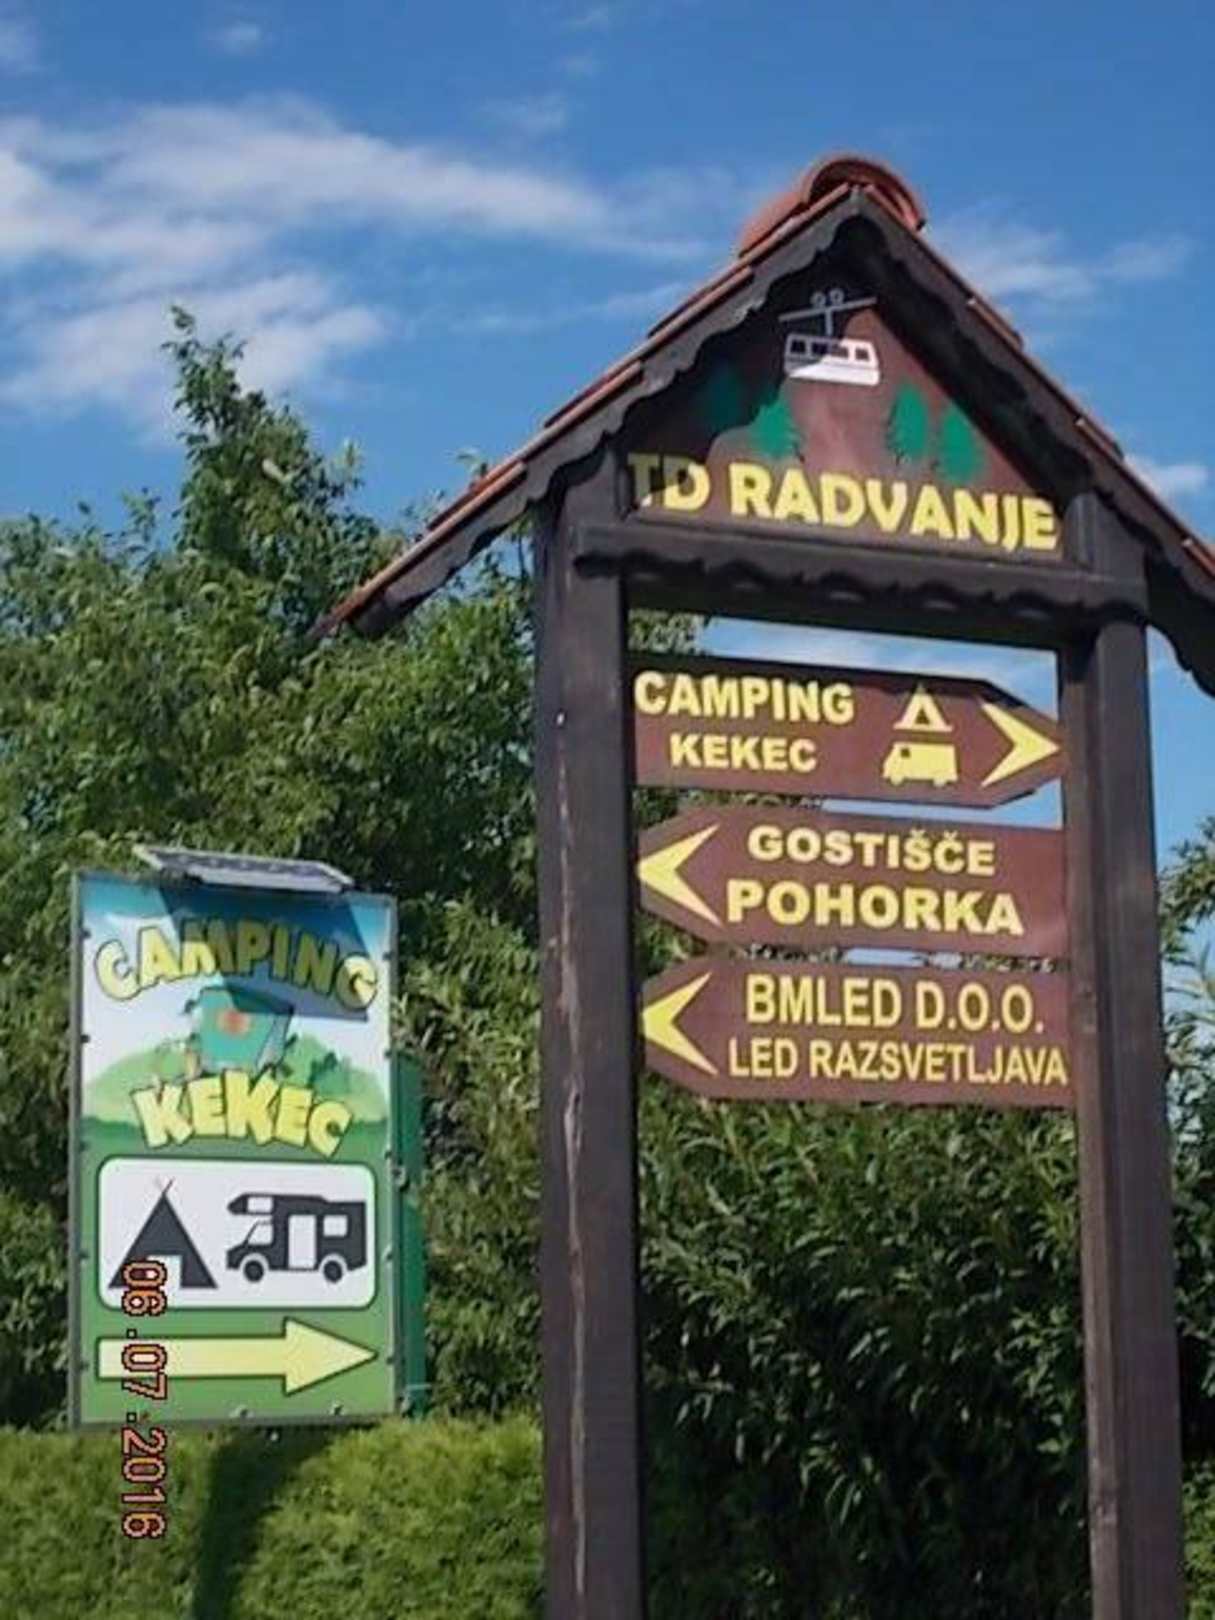 TD RADVANJE
CAMPING
KEKEC
GOSTIŠČE
POHORKA
BMLED D.O.O.
LED RAZSVETLJAVA
CAMPING
KEKEC
06.07.2016